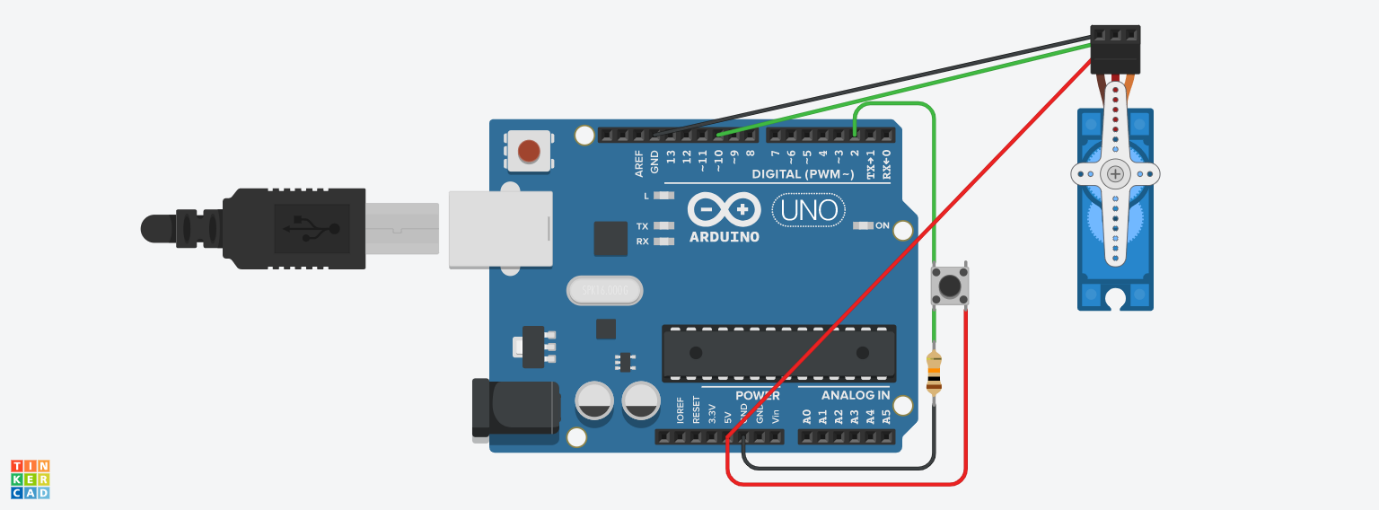 AREF
GND
13
12
~11
~10
~9
8
7
~6
~5
4
~3
2
TX→1
RX←0
DIGITAL (PWM~)
L
TX
RX
ARDUINO
UNO
ON
POWER
ANALOG IN
IOREF
RESET
3.3V
5V
GND
GND
Vin
A0
A1
A2
A3
A4
A5
TIN
KER
CAD